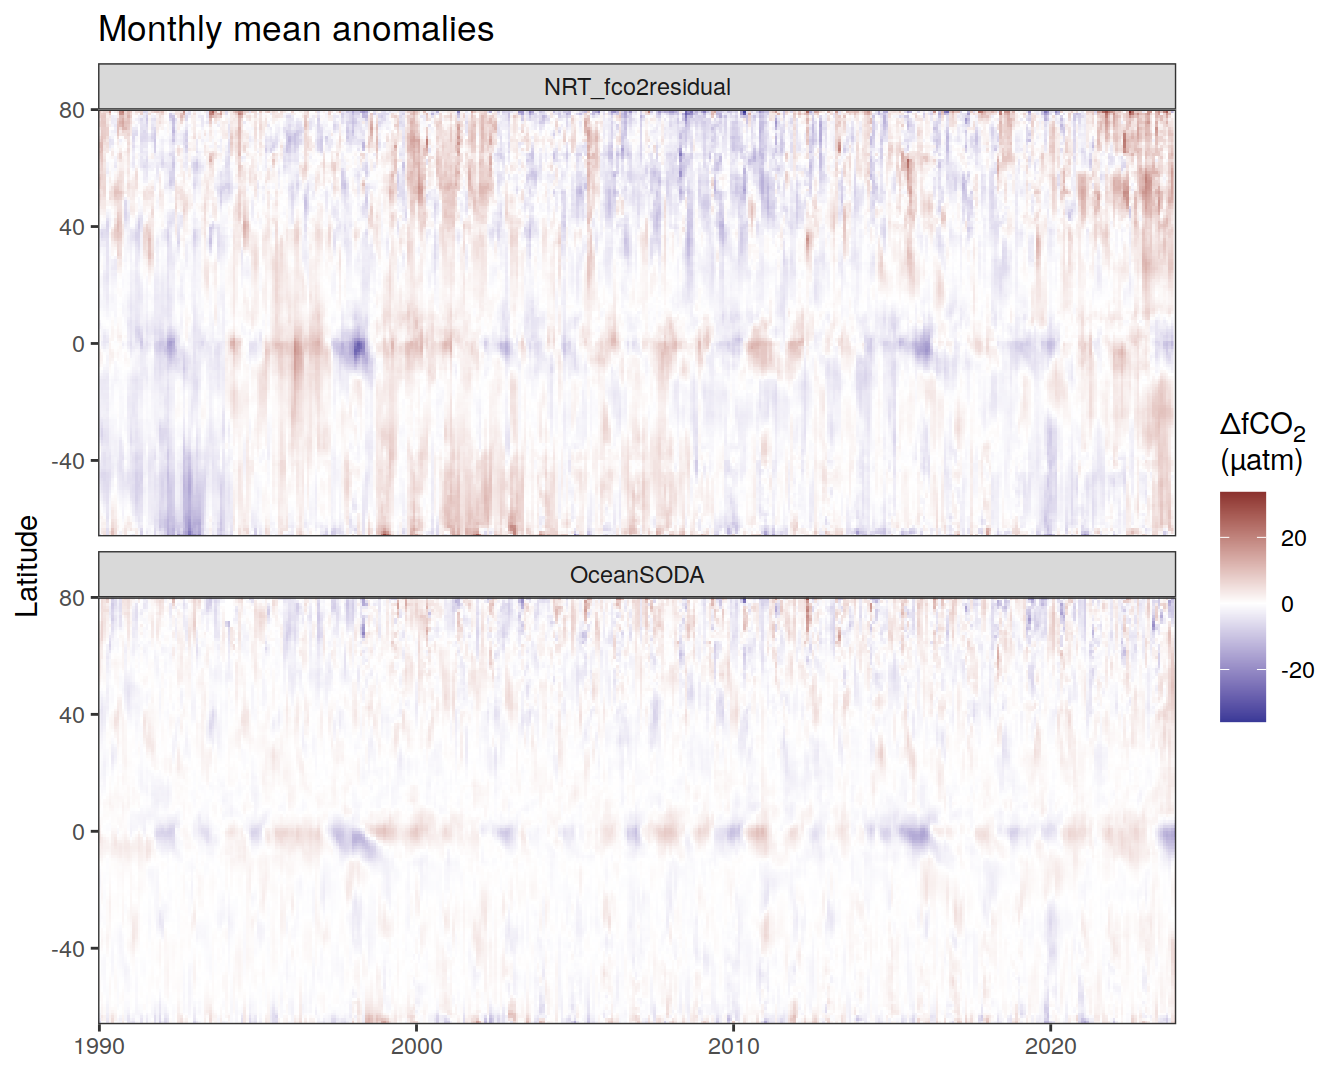 Monthly mean anomalies
NRT_fco2residual
80
40
0
-40
Latitude
OceanSODA
80
40
0
-40
1990
2000
2010
2020
ΔfCO₂
(µatm)
20
0
-20